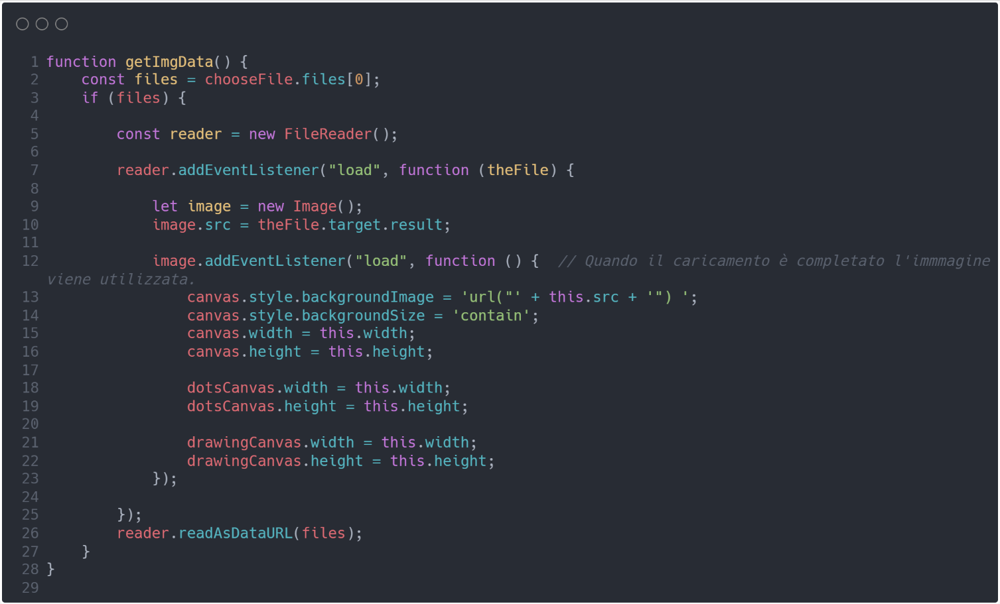 1 function getImgData() {
2     const files = chooseFile.files[0];
3     if (files) {
4
5         const reader = new FileReader();
6
7         reader.addEventListener("load", function (theFile) {
8
9             let image = new Image();
10             image.src = theFile.target.result;
11
12             image.addEventListener("load", function () {  // Quando il caricamento è completato l'immmagine
viene utilizzata.
13                 canvas.style.backgroundImage = 'url("' + this.src + '") ';
14                 canvas.style.backgroundSize = 'contain';
15                 canvas.width = this.width;
16                 canvas.height = this.height;
17
18                 dotsCanvas.width = this.width;
19                 dotsCanvas.height = this.height;
20
21                 drawingCanvas.width = this.width;
22                 drawingCanvas.height = this.height;
23             });
24
25         });
26         reader.readAsDataURL(files);
27     }
28 }
29